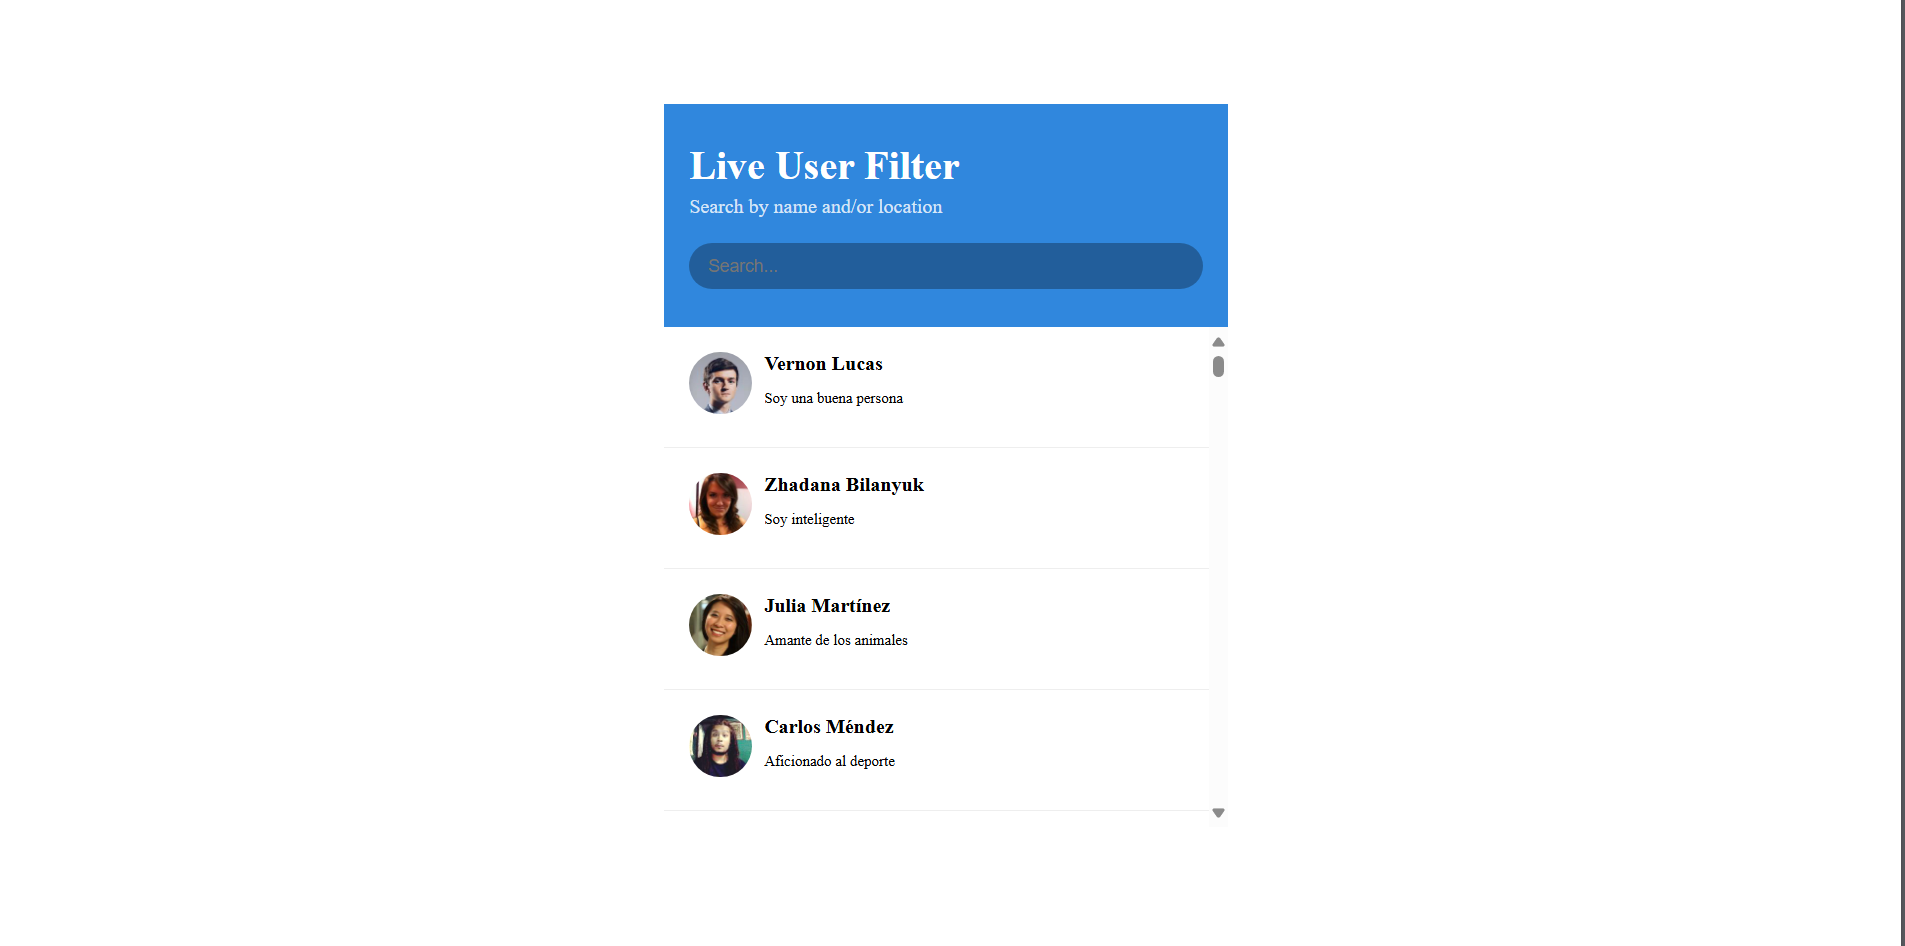 Live User Filter
Search by name and/or location
Search...
Vernon Lucas
Soy una buena persona
Zhadana Bilanyuk
Soy inteligente
Julia Martínez
Amante de los animales
Carlos Méndez
Aficionado al deporte